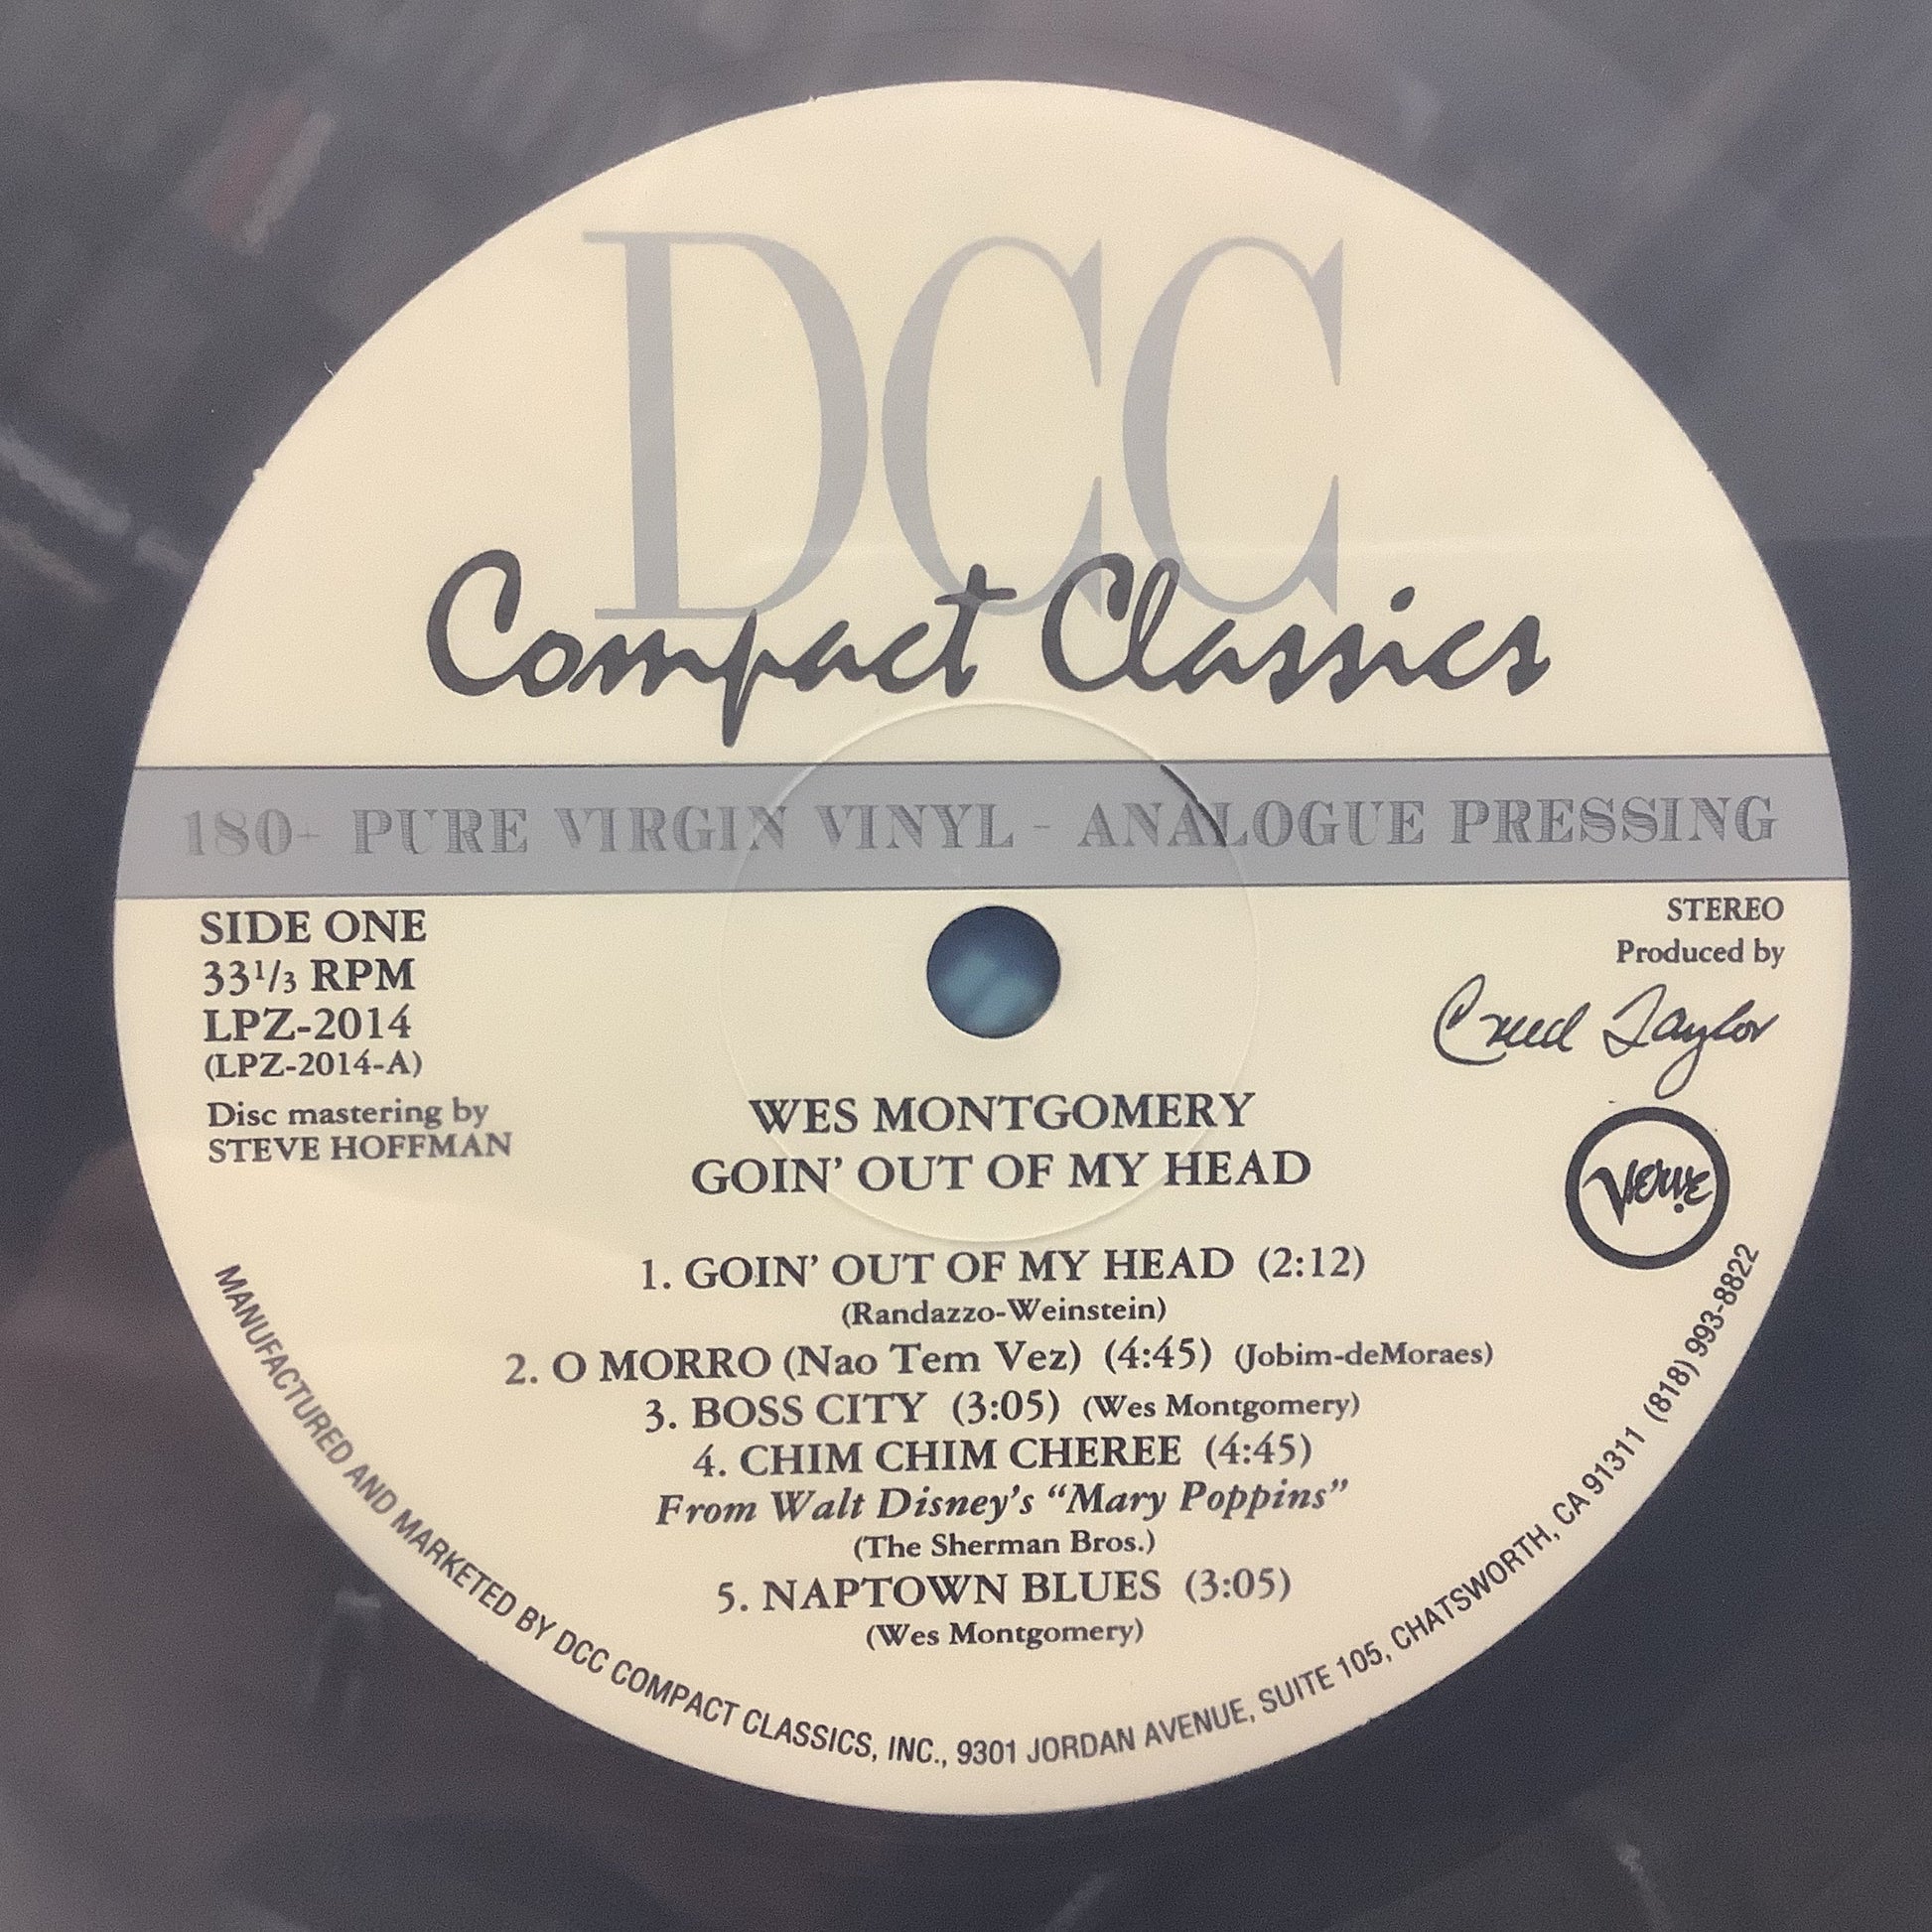 DCC
Compact Classics
180+ PURE VIRGIN VINYL - ANALOGUE PRESSING
SIDE ONE
33 1/3 RPM
LPZ-2014
(LPZ-2014-A)
Disc mastering by
STEVE HOFFMAN
STEREO
Produced by
Creed Taylor
Verve
WES MONTGOMERY
GOIN' OUT OF MY HEAD
1. GOIN' OUT OF MY HEAD (2:12)
(Randazzo-Weinstein)
2. O MORRO (Nao Tem Vez) (4:45) (Jobim-deMoraes)
3. BOSS CITY (3:05) (Wes Montgomery)
4. CHIM CHIM CHEREE (4:45)
From Walt Disney's "Mary Poppins"
(The Sherman Bros.)
5. NAPTOWN BLUES (3:05)
(Wes Montgomery)
MANUFACTURED AND MARKETED BY DCC COMPACT CLASSICS, INC., 9301 JORDAN AVENUE, SUITE 105, CHATSWORTH, CA 91311 (818) 993-8822